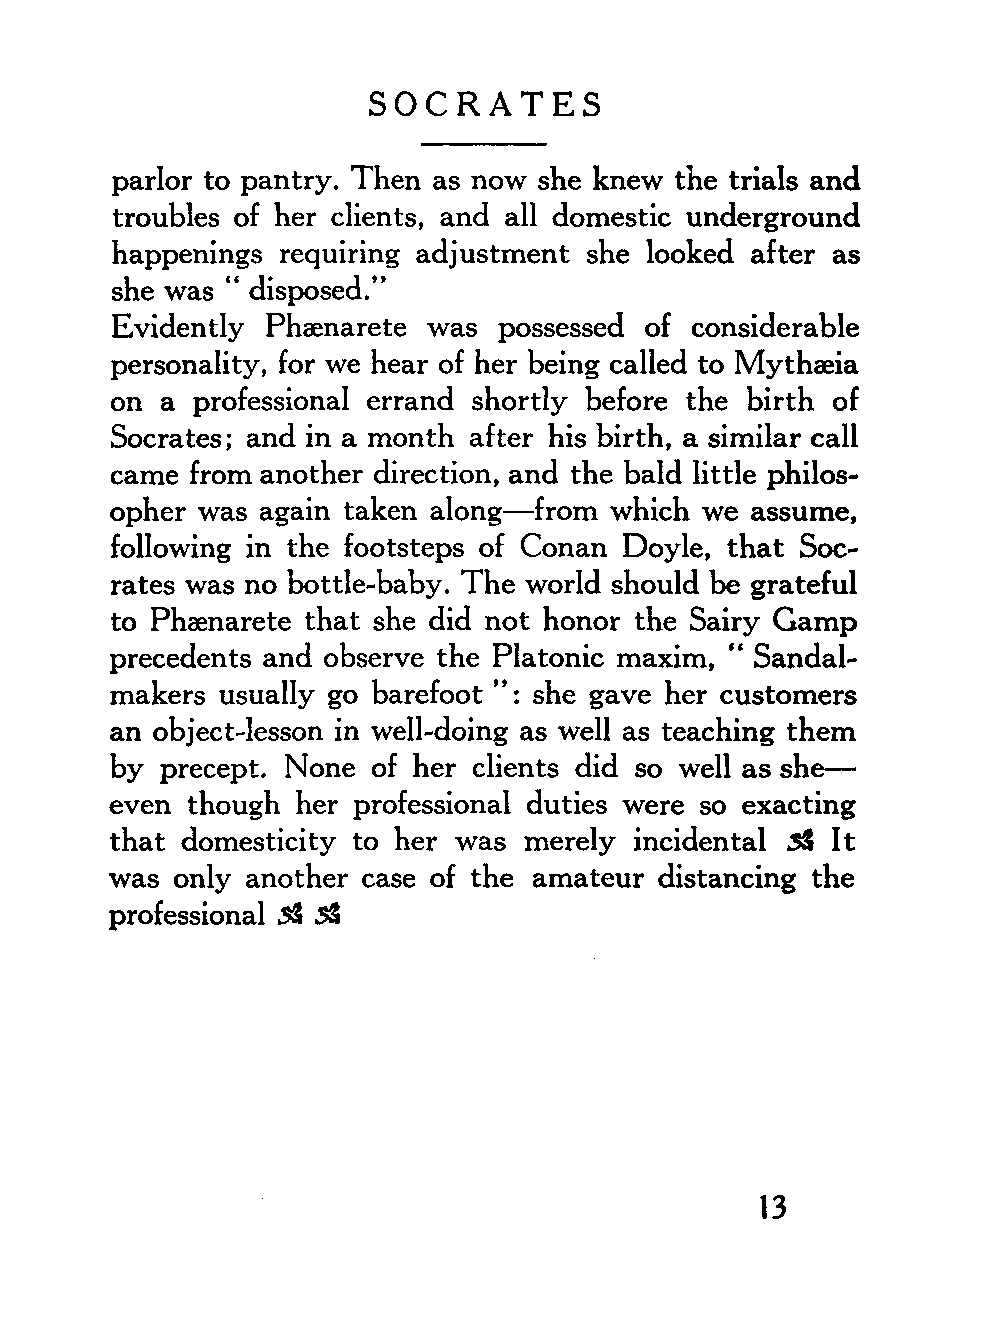 SOCRATES
parlor to pantry. Then as now she knew the trials and
troubles of her clients, and all domestic underground
happenings requiring adjustment she looked after as
she was “ disposed.”
Evidently Phænarete was possessed of considerable
personality, for we hear of her being called to Mythæia
on a professional errand shortly before the birth of
Socrates; and in a month after his birth, a similar call
came from another direction, and the bald little philos-
opher was again taken along—from which we assume,
following in the footsteps of Conan Doyle, that Soc-
rates was no bottle-baby. The world should be grateful
to Phænarete that she did not honor the Sairy Gamp
precedents and observe the Platonic maxim, “ Sandal-
makers usually go barefoot ”: she gave her customers
an object-lesson in well-doing as well as teaching them
by precept. None of her clients did so well as she—
even though her professional duties were so exacting
that domesticity to her was merely incidental It
was only another case of the amateur distancing the
professional
13